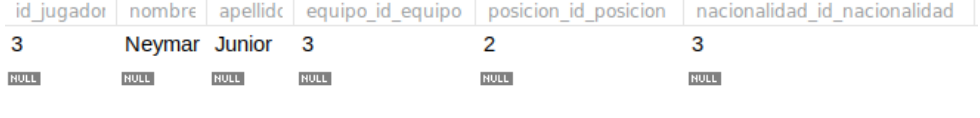 id_jugador nombre apellido equipo_id_equipo posicion_id_posicion nacionalidad_id_nacionalidad
3 Neymar Junior 3 2 3
NULL NULL NULL NULL NULL NULL